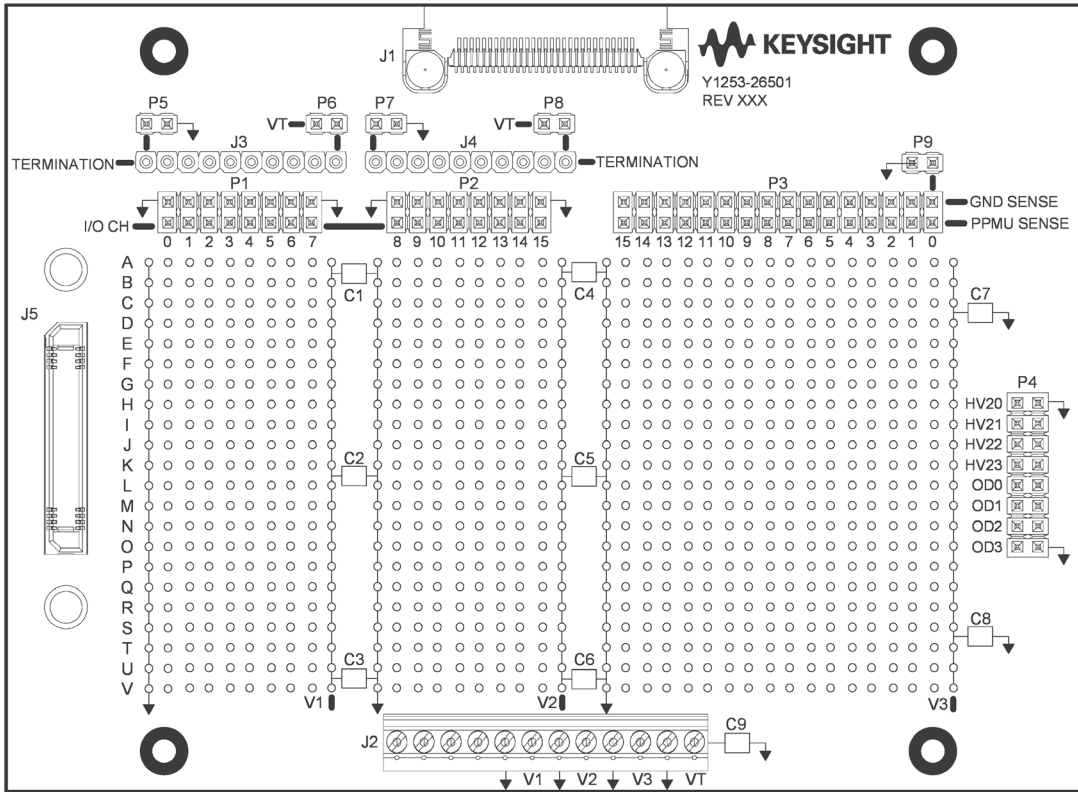 J1
KEYSIGHT
Y1253-26501
REV XXX
P5
P6
P7
P8
VT
VT
J3
J4
P9
TERMINATION
TERMINATION
P1
P2
P3
GND SENSE
I/O CH
PPMU SENSE
0 1 2 3 4 5 6 7
8 9 10 11 12 13 14 15
15 14 13 12 11 10 9 8 7 6 5 4 3 2 1 0
A
B
C
D
E
F
G
H
I
J
K
L
M
N
O
P
Q
R
S
T
U
V
J5
C1
C4
C7
C2
C5
C3
C6
C8
P4
HV20
HV21
HV22
HV23
OD0
OD1
OD2
OD3
V1
V2
V3
J2
C9
V1 V2 V3 VT